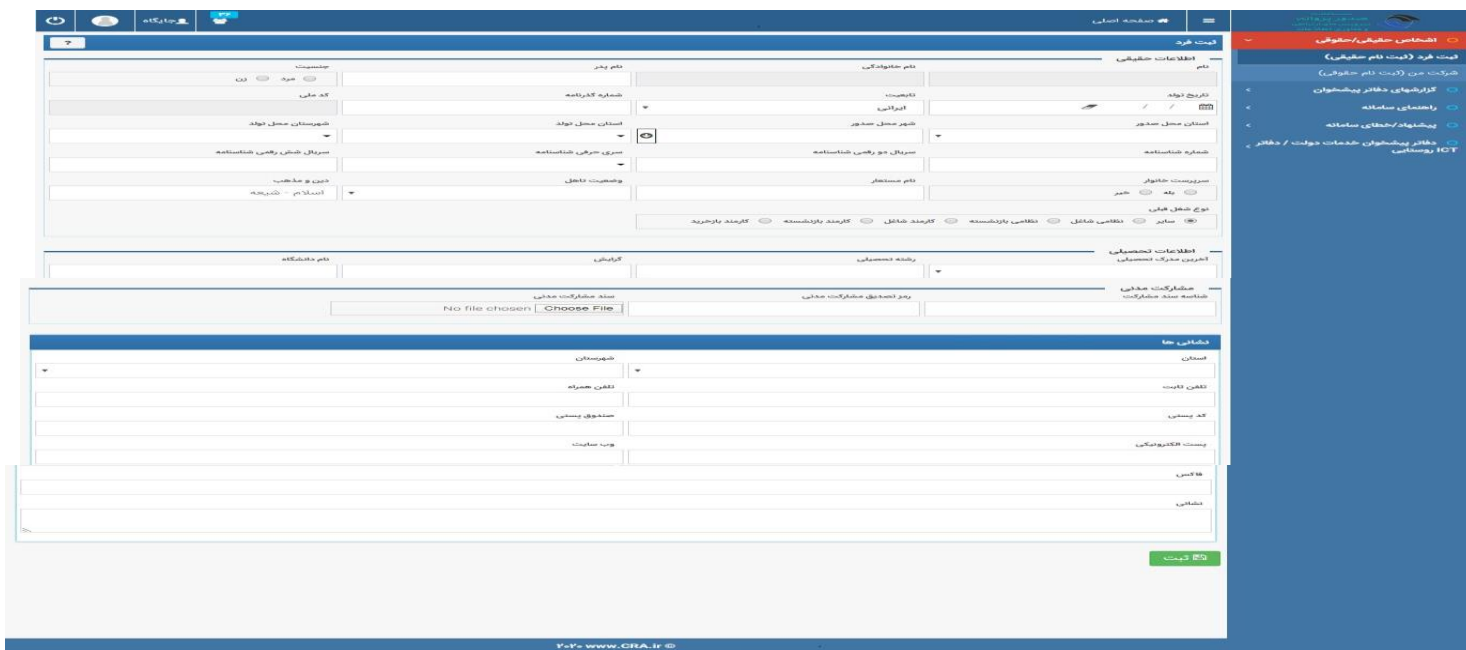 صفحه اصلی
۳۶
جایگاه
اشخاص حقیقی/حقوقی
ثبت فرد (ثبت نام حقیقی)
شرکت من (ثبت نام حقوقی)
گزارشهای دفاتر پیشخوان
راهنمای سامانه
پیشنهاد/خطای سامانه
دفاتر پیشخوان خدمات دولت / دفاتر
ICT روستایی
ثبت فرد
?
اطلاعات حقیقی
نام نام خانوادگی نام پدر جنسیت
مرد زن
تاریخ تولد تابعیت شماره گذرنامه کد ملی
/ / ایرانی
استان محل صدور شهر محل صدور استان محل تولد شهرستان محل تولد
شماره شناسنامه سریال دو رقمی شناسنامه سری حرفی شناسنامه سریال شش رقمی شناسنامه
سرپرست خانوار نام مستعار وضعیت تاهل دین و مذهب
بله خیر اسلام - شیعه
نوع شغل قبلی
سایر نظامی شاغل نظامی بازنشسته کارمند شاغل کارمند بازنشسته کارمند بازخرید
اطلاعات تحصیلی
آخرین مدرک تحصیلی رشته تحصیلی گرایش نام دانشگاه
مشارکت مدنی
شناسه سند مشارکت رمز تصدیق مشارکت مدنی سند مشارکت مدنی
Choose File No file chosen
نشانی ها
استان شهرستان
تلفن ثابت تلفن همراه
کد پستی صندوق پستی
پست الکترونیکی وب سایت
فاکس
نشانی
ثبت
© ۲۰۲۰ www.CRA.ir